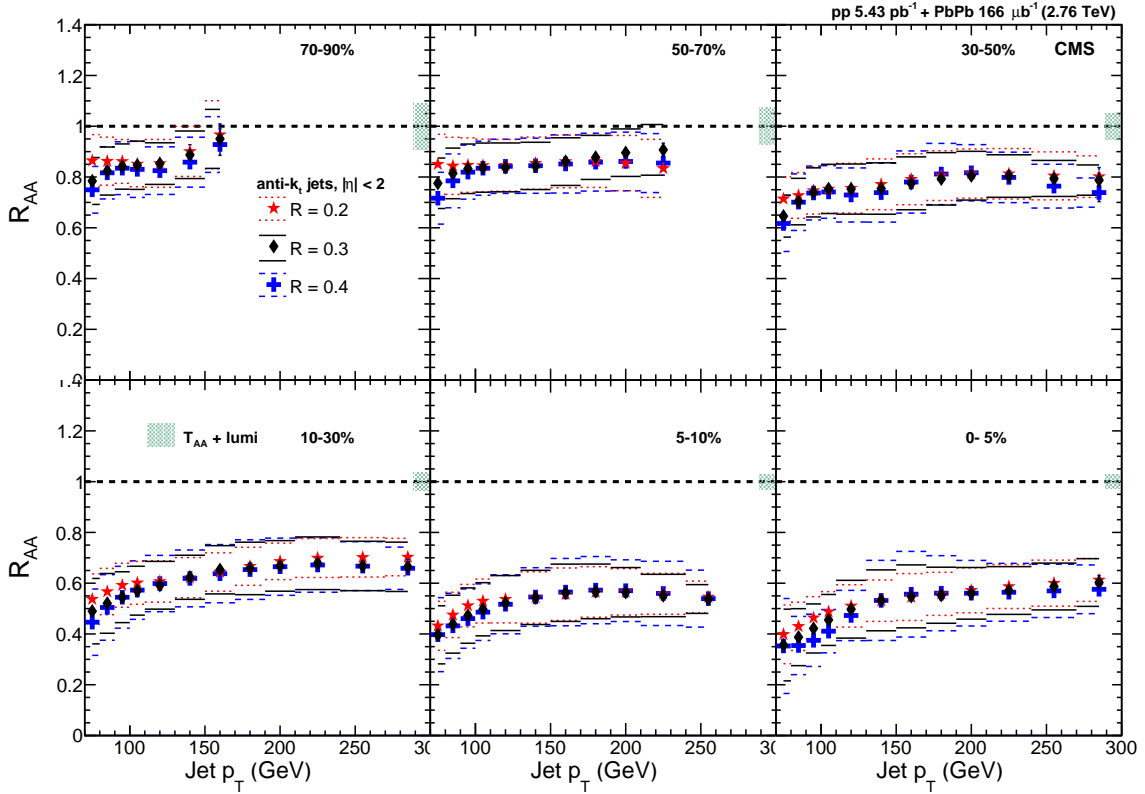 pp 5.43 pb⁻¹ + PbPb 166 μb⁻¹ (2.76 TeV)
70-90%
50-70%
30-50% CMS
R_AA
1.4
1.2
1
0.8
0.6
0.4
0.2
0
anti-k_t jets, |η| < 2
R = 0.2
R = 0.3
R = 0.4
T_AA + lumi
10-30%
5-10%
0- 5%
R_AA
1.4
1.2
1
0.8
0.6
0.4
0.2
0
100 150 200 250 30 100 150 200 250 30 100 150 200 250 300
Jet p_T (GeV) Jet p_T (GeV) Jet p_T (GeV)